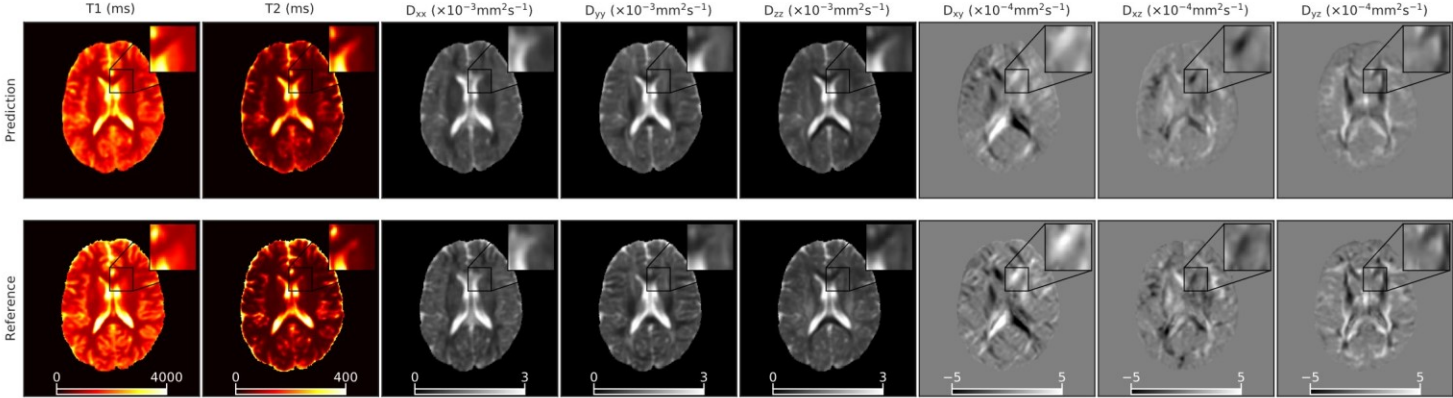 T1 (ms) T2 (ms) Dxx (×10−3mm2s−1) Dyy (×10−3mm2s−1) Dzz (×10−3mm2s−1) Dxy (×10−4mm2s−1) Dxz (×10−4mm2s−1) Dyz (×10−4mm2s−1)
Prediction
Reference
0 4000 0 400 0 3 0 3 0 3 −5 5 −5 5 −5 5